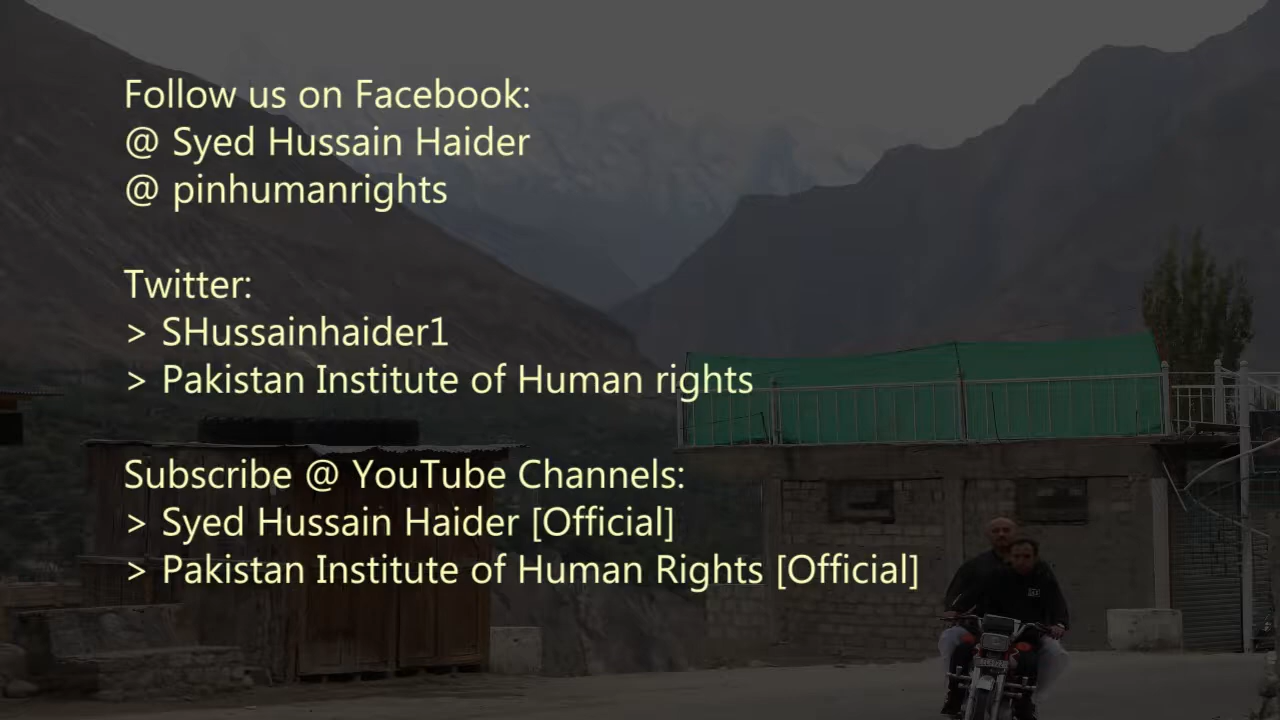 Follow us on Facebook:
@ Syed Hussain Haider
@ pinhumanrights
Twitter:
> SHussainhaider1
> Pakistan Institute of Human rights
Subscribe @ YouTube Channels:
> Syed Hussain Haider [Official]
> Pakistan Institute of Human Rights [Official]